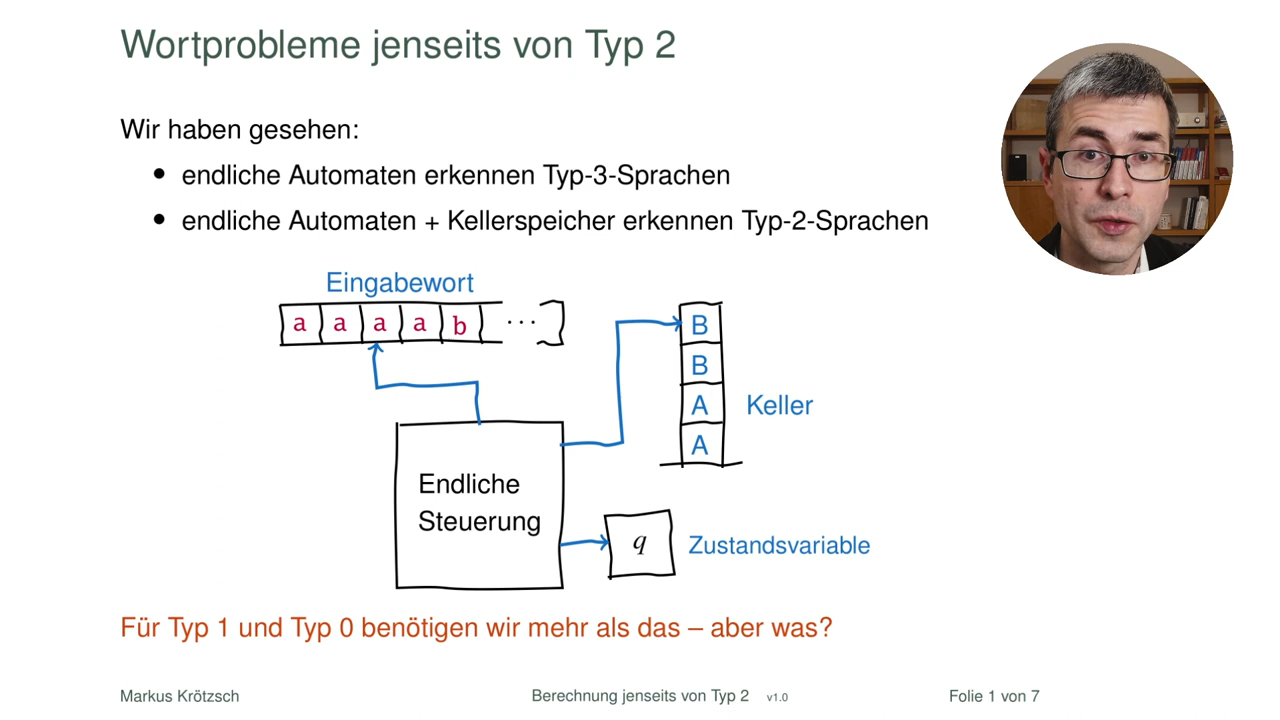 Wortprobleme jenseits von Typ 2
Wir haben gesehen:
• endliche Automaten erkennen Typ-3-Sprachen
• endliche Automaten + Kellerspeicher erkennen Typ-2-Sprachen
Eingabewort
a a a a b ...
B
B
A
A
Keller
Endliche
Steuerung
q
Zustandsvariable
Für Typ 1 und Typ 0 benötigen wir mehr als das – aber was?
Markus Krötzsch Berechnung jenseits von Typ 2 v1.0 Folie 1 von 7